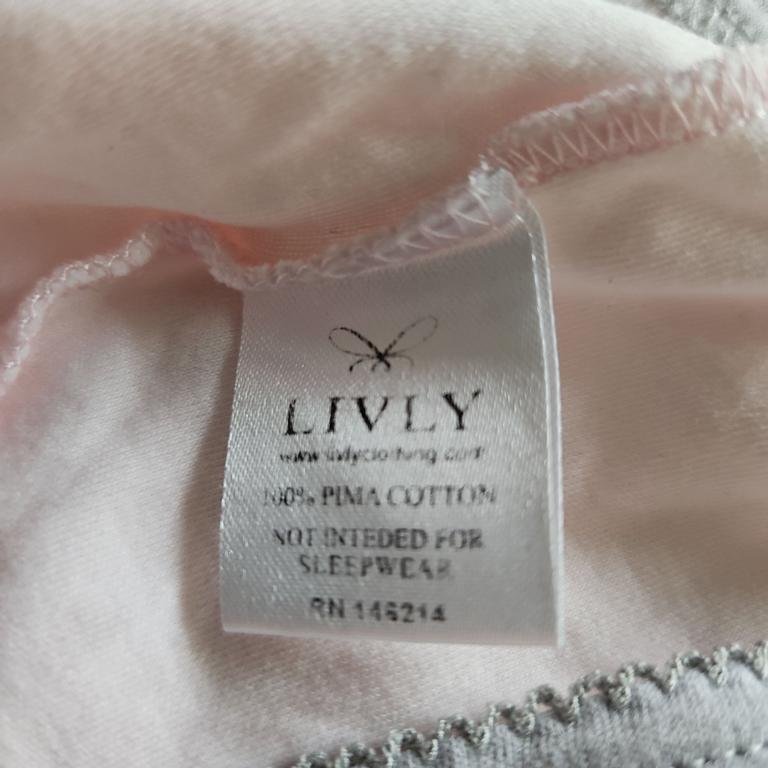 LIVLY
www.livlyclothing.com
100% PIMA COTTON
NOT INTEDED FOR
SLEEPWEAR
RN 146214